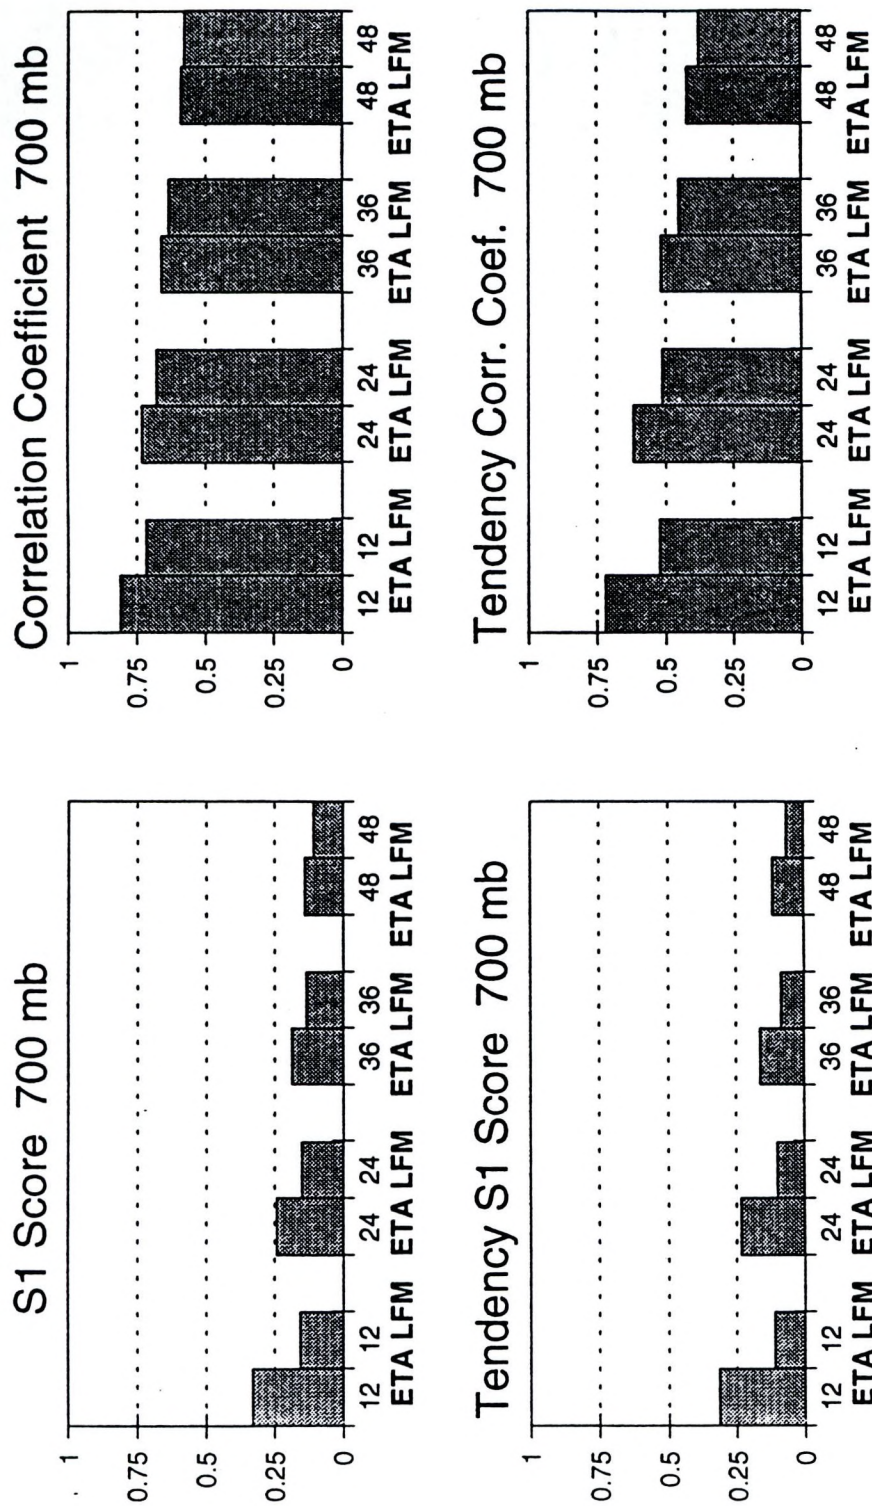 S1 Score 700 mb
1
0.75
0.5
0.25
0
12 12 24 24 36 36 48 48
ETA LFM ETA LFM ETA LFM ETA LFM
Correlation Coefficient 700 mb
1
0.75
0.5
0.25
0
12 12 24 24 36 36 48 48
ETA LFM ETA LFM ETA LFM ETA LFM
Tendency S1 Score 700 mb
1
0.75
0.5
0.25
0
12 12 24 24 36 36 48 48
ETA LFM ETA LFM ETA LFM ETA LFM
Tendency Corr. Coef. 700 mb
1
0.75
0.5
0.25
0
12 12 24 24 36 36 48 48
ETA LFM ETA LFM ETA LFM ETA LFM